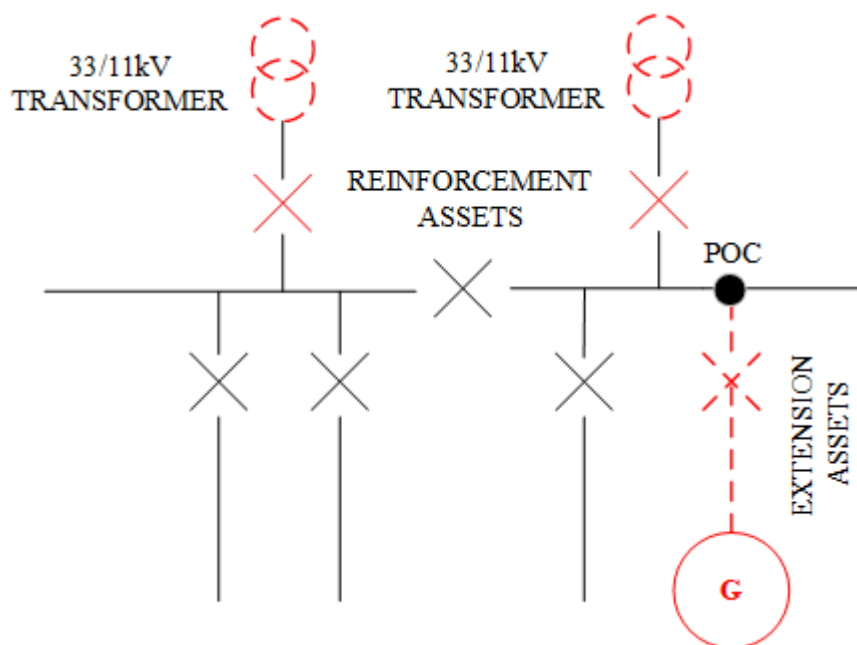 33/11kV
TRANSFORMER
33/11kV
TRANSFORMER
REINFORCEMENT
ASSETS
POC
EXTENSION
ASSETS
G